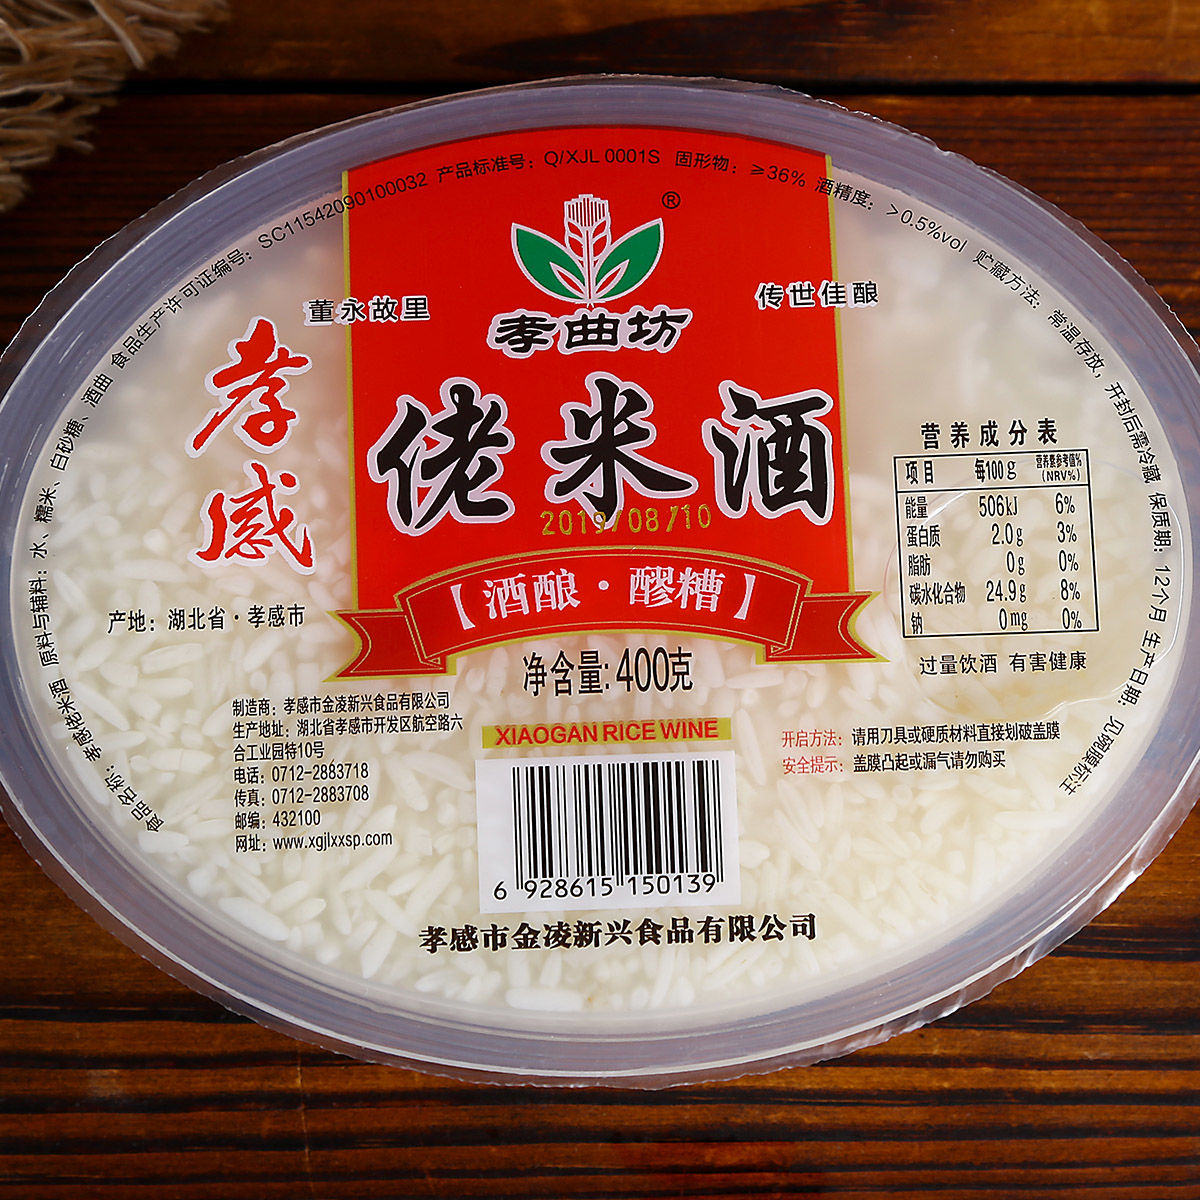 食品名称：孝感佬米酒 原料与辅料：水、糯米、白砂糖、酒曲 食品生产许可证编号：SC11542090100032 产品标准号：Q/XJL 0001S 固形物：≥36% 酒精度：>0.5%vol 贮藏方法：常温存放，开封后需冷藏 保质期：12个月 生产日期：见碗膜标注
®
董永故里
传世佳酿
孝曲坊
孝感
佬米酒
2019/08/10
【酒酿·醪糟】
产地：湖北省·孝感市
净含量：400克
营养成分表
项目 每100g 营养素参考值%(NRV%)
能量 506kJ 6%
蛋白质 2.0g 3%
脂肪 0g 0%
碳水化合物 24.9g 8%
钠 0mg 0%
过量饮酒 有害健康
制造商：孝感市金凌新兴食品有限公司
生产地址：湖北省孝感市开发区航空路六
合工业园特10号
电话：0712-2883718
传真：0712-2883708
邮编：432100
网址：www.xgjlxxsp.com
XIAOGAN RICE WINE
开启方法：请用刀具或硬质材料直接划破盖膜
安全提示：盖膜凸起或漏气请勿购买
6 928615 150139
孝感市金凌新兴食品有限公司